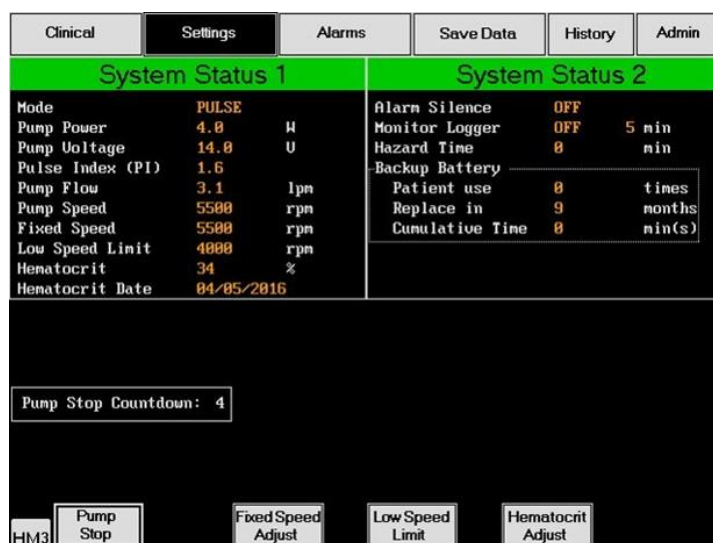 Clinical Settings Alarms Save Data History Admin
System Status 1
Mode PULSE
Pump Power 4.0 W
Pump Voltage 14.0 V
Pulse Index (PI) 1.6
Pump Flow 3.1 lpm
Pump Speed 5500 rpm
Fixed Speed 5500 rpm
Low Speed Limit 4000 rpm
Hematocrit 34 %
Hematocrit Date 04/05/2016
System Status 2
Alarm Silence OFF
Monitor Logger OFF 5 min
Hazard Time 0 min
Backup Battery
Patient use 0 times
Replace in 9 months
Cumulative Time 0 min(s)
Pump Stop Countdown: 4
HM3
Pump
Stop
Fixed Speed
Adjust
Low Speed
Limit
Hematocrit
Adjust